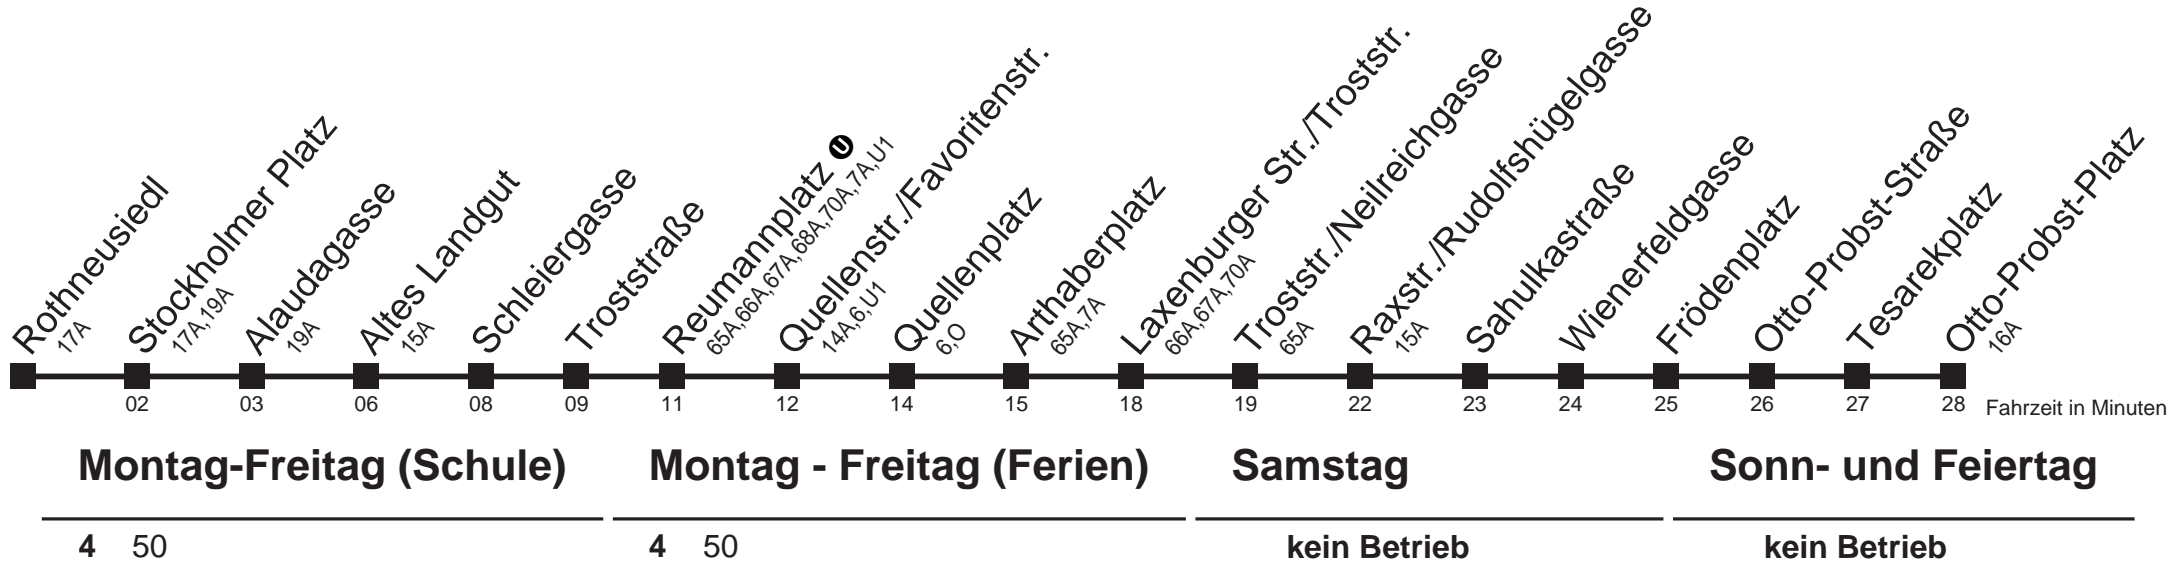 Rothneusiedl
17A
Stockholmer Platz
17A,19A
Alaudagasse
19A
Altes Landgut
15A
Schleiergasse
Troststraße
Reumannplatz U
65A,66A,67A,68A,70A,7A,U1
Quellenstr./Favoritenstr.
14A,6,U1
Quellenplatz
6,O
Arthaberplatz
65A,7A
Laxenburger Str./Troststr.
66A,67A,70A
Troststr./Neilreichgasse
65A
Raxstr./Rudolfshügelgasse
15A
Sahulkastraße
Wienerfeldgasse
Frödenplatz
Otto-Probst-Straße
Tesarekplatz
Otto-Probst-Platz
16A
02 03 06 08 09 11 12 14 15 18 19 22 23 24 25 26 27 28 Fahrzeit in Minuten
Montag-Freitag (Schule) Montag - Freitag (Ferien) Samstag Sonn- und Feiertag
4 50 4 50 kein Betrieb kein Betrieb